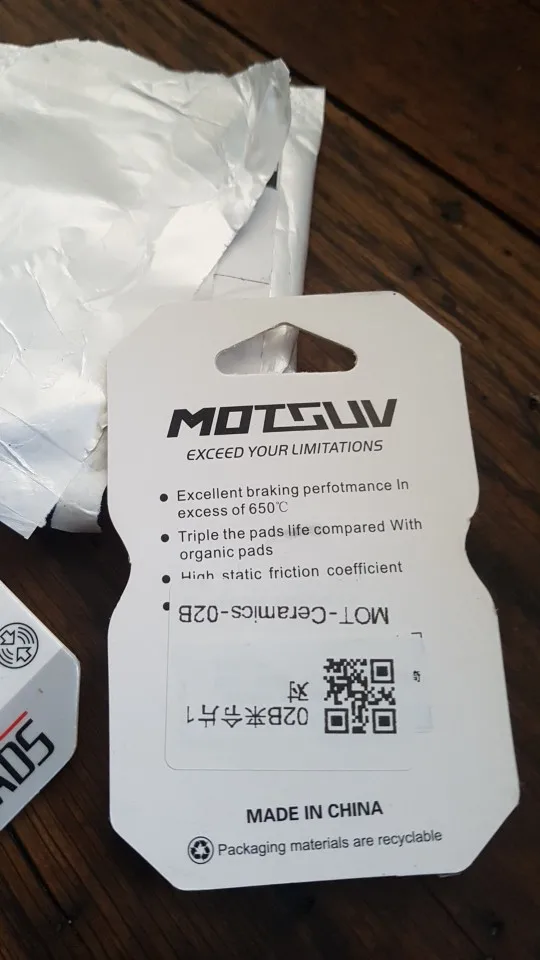 MOTSUV
EXCEED YOUR LIMITATIONS
Excellent braking perfotmance In
excess of 650℃
Triple the pads life compared With
organic pads
High static friction coefficient
MOT-Ceramics-02B
02B来令片1
对
MADE IN CHINA
Packaging materials are recyclable
ADS